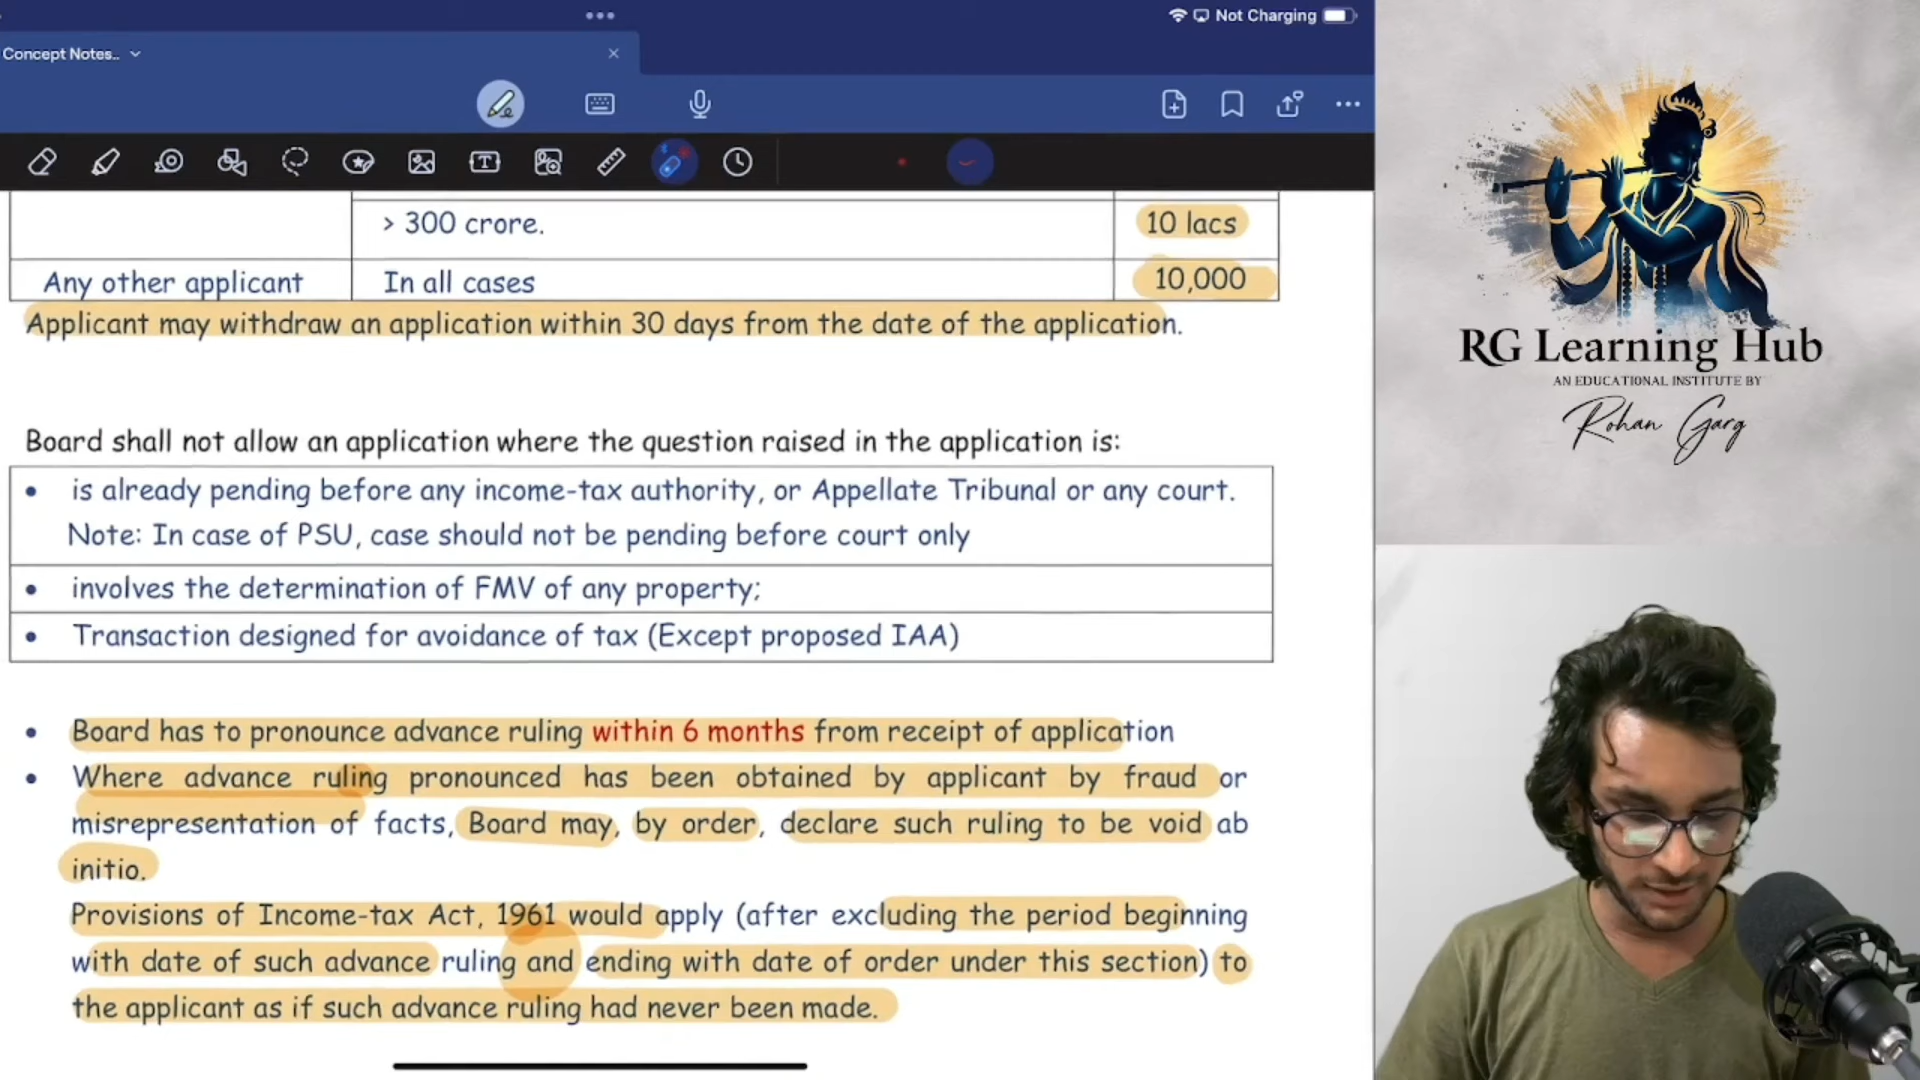 Not Charging
Concept Notes..
> 300 crore.
10 lacs
Any other applicant
In all cases
10,000
Applicant may withdraw an application within 30 days from the date of the application.
Board shall not allow an application where the question raised in the application is:
• is already pending before any income-tax authority, or Appellate Tribunal or any court.
Note: In case of PSU, case should not be pending before court only
• involves the determination of FMV of any property;
• Transaction designed for avoidance of tax (Except proposed IAA)
• Board has to pronounce advance ruling within 6 months from receipt of application
• Where advance ruling pronounced has been obtained by applicant by fraud or
misrepresentation of facts, Board may, by order, declare such ruling to be void ab
initio.
Provisions of Income-tax Act, 1961 would apply (after excluding the period beginning
with date of such advance ruling and ending with date of order under this section) to
the applicant as if such advance ruling had never been made.
RG Learning Hub
AN EDUCATIONAL INSTITUTE BY
Rohan Garg